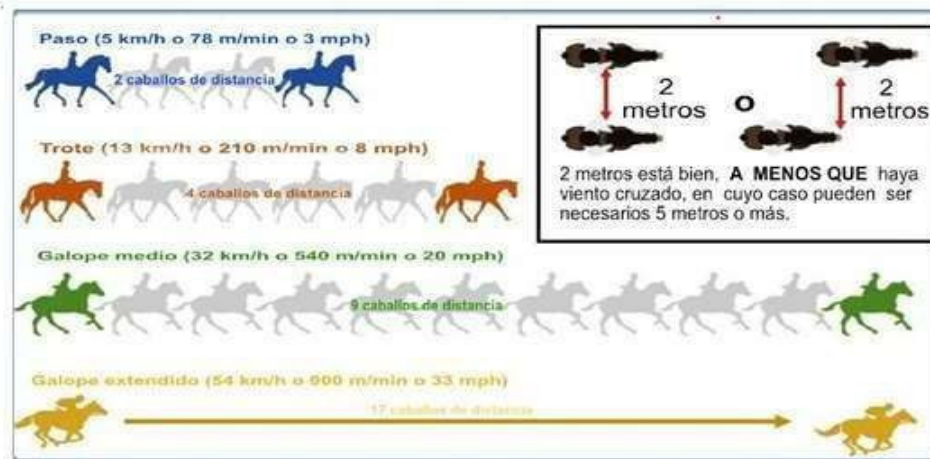 Paso (5 km/h o 78 m/min o 3 mph)
2 caballos de distancia
Trote (13 km/h o 210 m/min o 8 mph)
4 caballos de distancia
Galope medio (32 km/h o 540 m/min o 20 mph)
9 caballos de distancia
Galope extendido (54 km/h o 900 m/min o 33 mph)
17 caballos de distancia
2
metros
o
2
metros
2 metros está bien, A MENOS QUE haya
viento cruzado, en cuyo caso pueden ser
necesarios 5 metros o más.